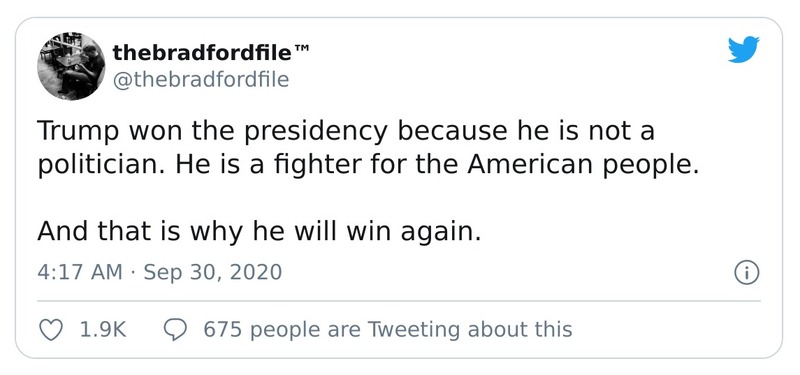 thebradfordfile™
@thebradfordfile
Trump won the presidency because he is not a
politician. He is a fighter for the American people.
And that is why he will win again.
4:17 AM · Sep 30, 2020
1.9K 675 people are Tweeting about this